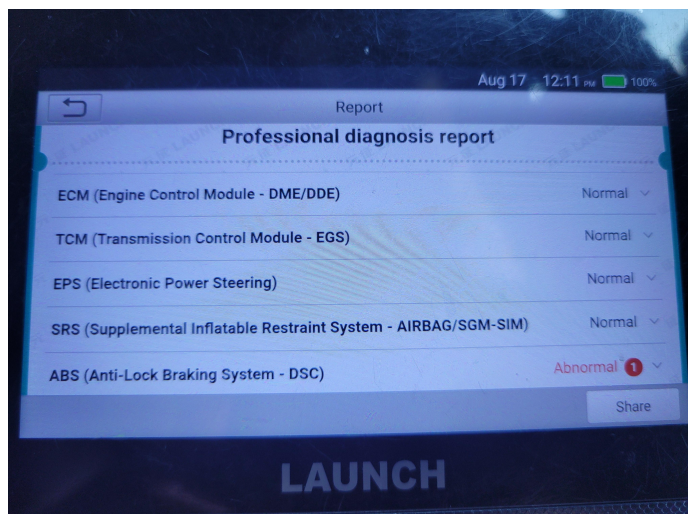 Aug 17 12:11 PM 100%
Report
Professional diagnosis report
ECM (Engine Control Module - DME/DDE) Normal
TCM (Transmission Control Module - EGS) Normal
EPS (Electronic Power Steering) Normal
SRS (Supplemental Inflatable Restraint System - AIRBAG/SGM-SIM) Normal
ABS (Anti-Lock Braking System - DSC) Abnormal 1
Share
LAUNCH